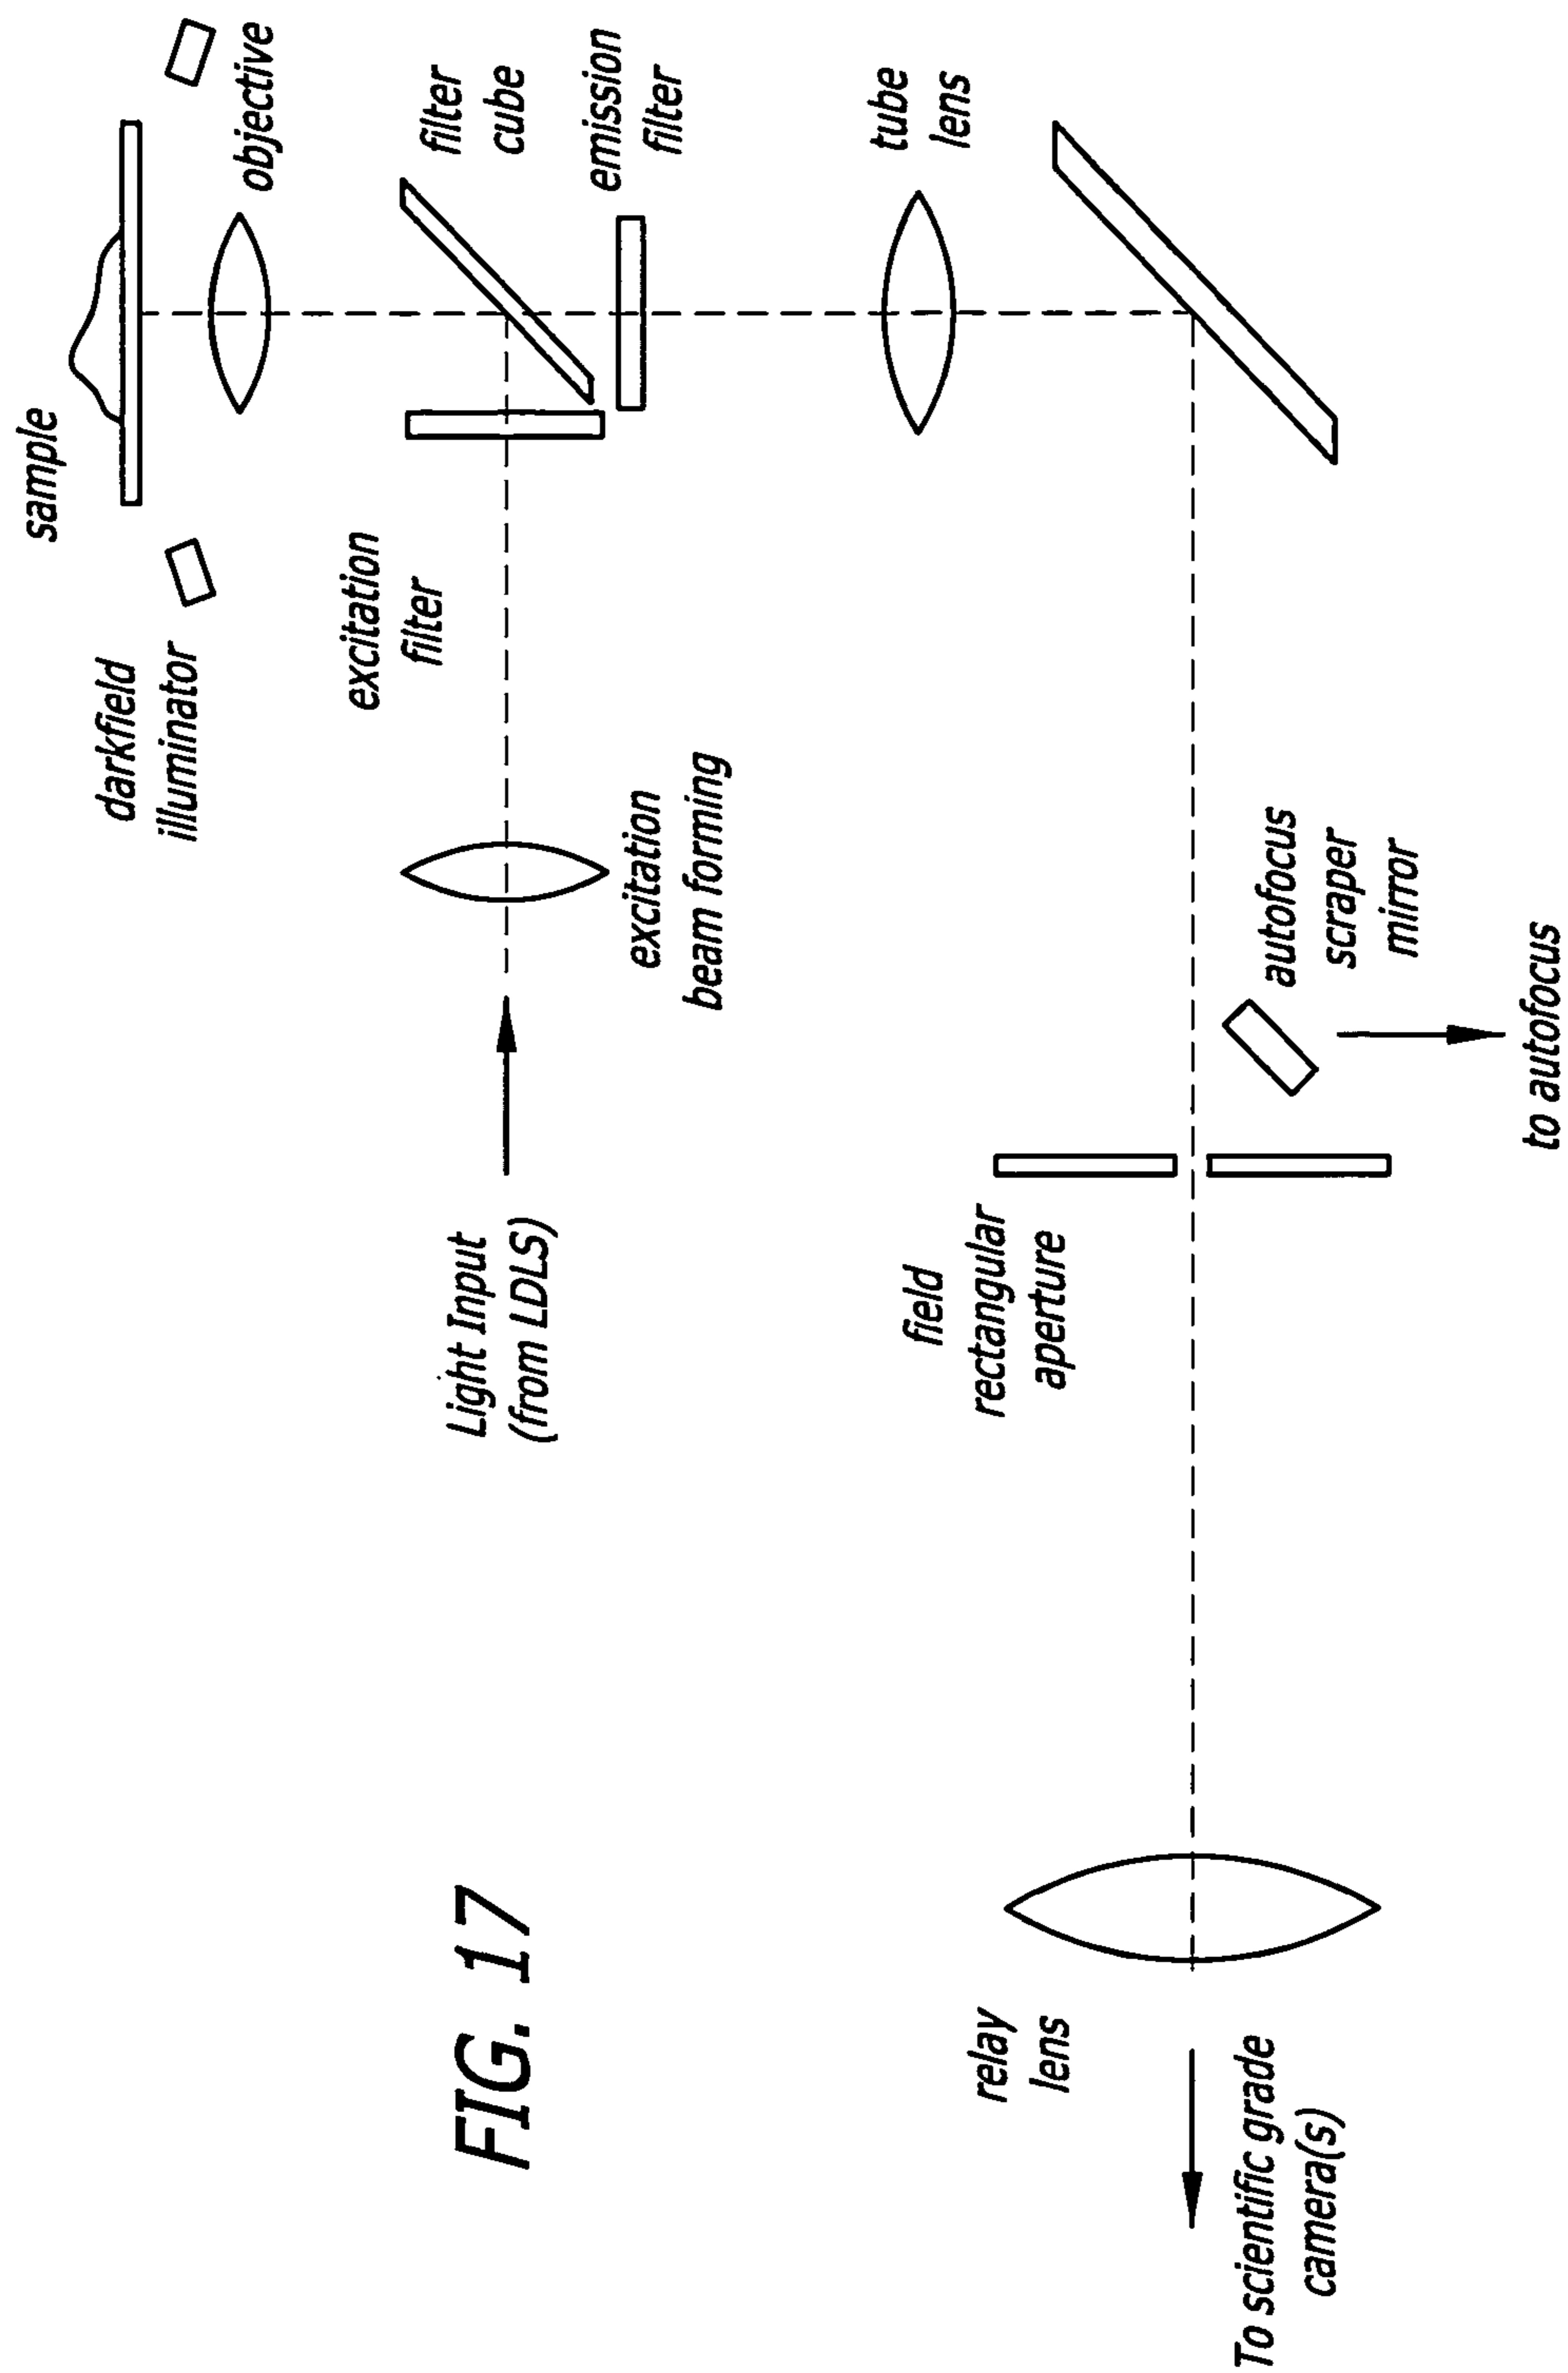 sample
darkfield
illuminator
objective
excitation
filter
filter
cube
emission
filter
Light Input
(from LDLS)
excitation
beam forming
tube
lens
FIG. 17
field
rectangular
aperture
autofocus
scraper
mirror
to autofocus
relay
lens
To scientific grade
camera(s)